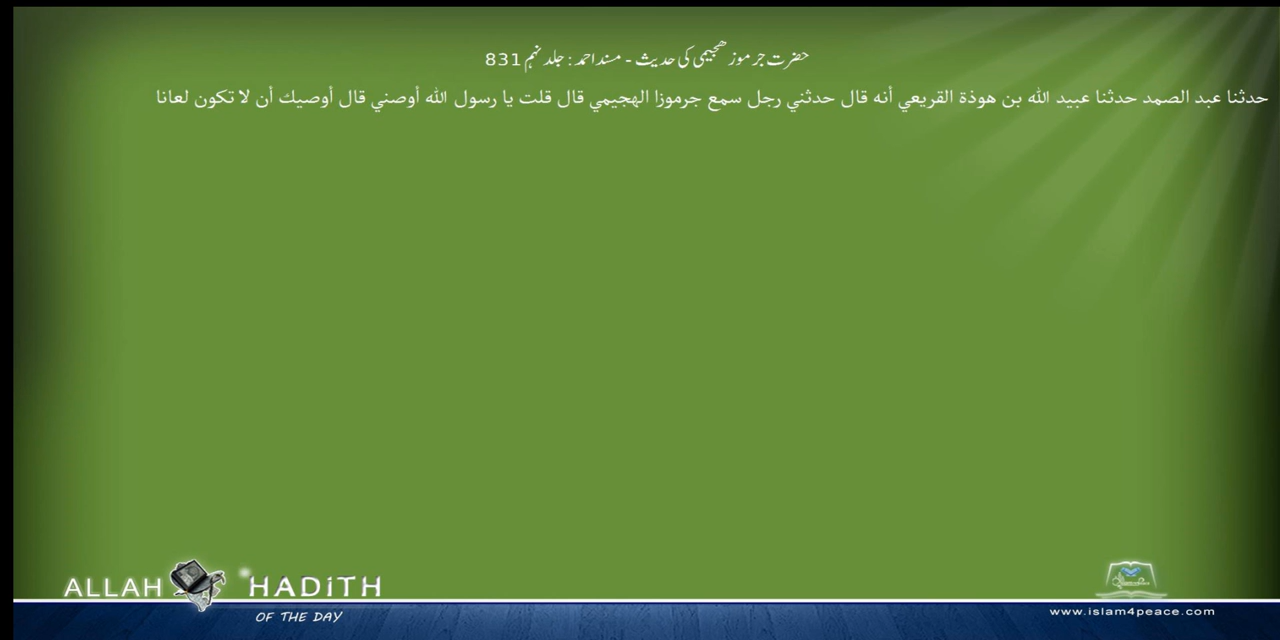 حضرت جرموز ھجیمی کی حدیث - مسند احمد : جلد نہم 831
حدثنا عبد الصمد حدثنا عبيد الله بن هوذة القريعي أنه قال حدثني رجل سمع جرموزا الهجيمي قال قلت يا رسول الله أوصني قال أوصيك أن لا تكون لعانا
ALLAH HADITH
OF THE DAY
www.islam4peace.com